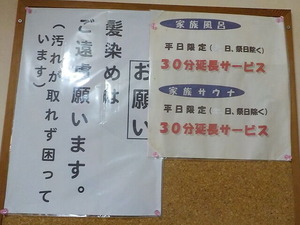 お願い
髪染めは
ご遠慮願います。
(汚れが取れず困って
います)
家族風呂
平日限定( 日、祭日除く)
30分延長サービス
家族サウナ
平日限定( 日、祭日除く)
30分延長サービス